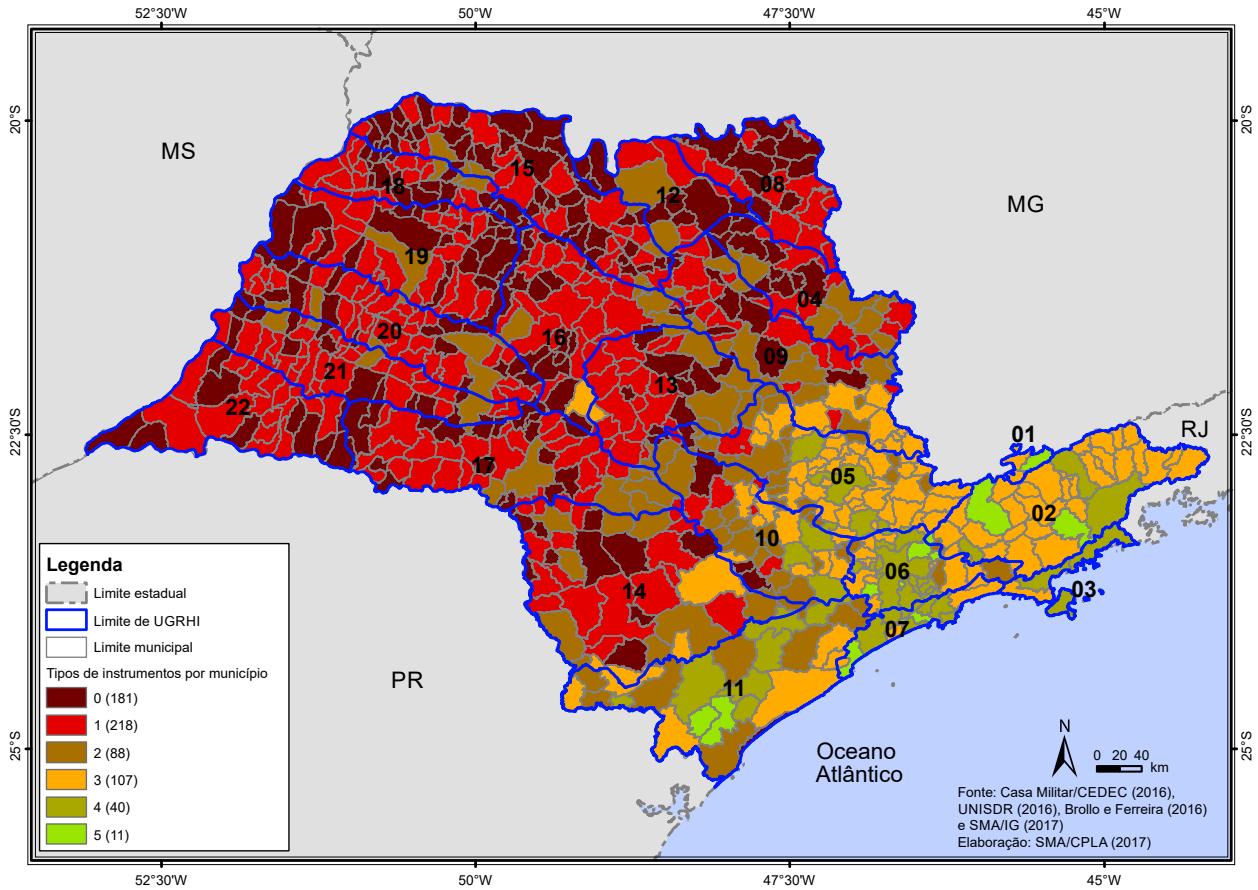 52°30'W 50°W 47°30'W 45°W
20°S
20°S
MS
MG
15
18
12
08
19
04
20
16
09
21
13
22
22°30'S
22°30'S
01
RJ
17
05
02
10
06
03
14
07
PR
11
25°S
25°S
Oceano
Atlântico
N
0 20 40
km
Fonte: Casa Militar/CEDEC (2016),
UNISDR (2016), Brollo e Ferreira (2016)
e SMA/IG (2017)
Elaboração: SMA/CPLA (2017)
Legenda
Limite estadual
Limite de UGRHI
Limite municipal
Tipos de instrumentos por município
0 (181)
1 (218)
2 (88)
3 (107)
4 (40)
5 (11)
52°30'W 50°W 47°30'W 45°W